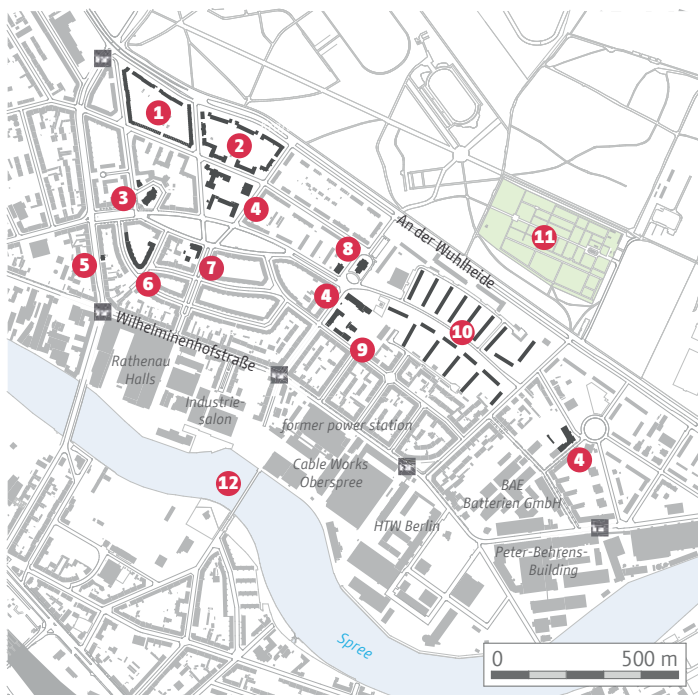 1
2
3
4
An der Wuhlheide
11
8
5
6
7
4
10
Wilhelminenhofstraße
9
Rathenau
Halls
Industrie-
salon
former power station
4
12
Cable Works
Oberspree
BAE
Batterien GmbH
HTW Berlin
Peter-Behrens-
Building
Spree
0 500 m